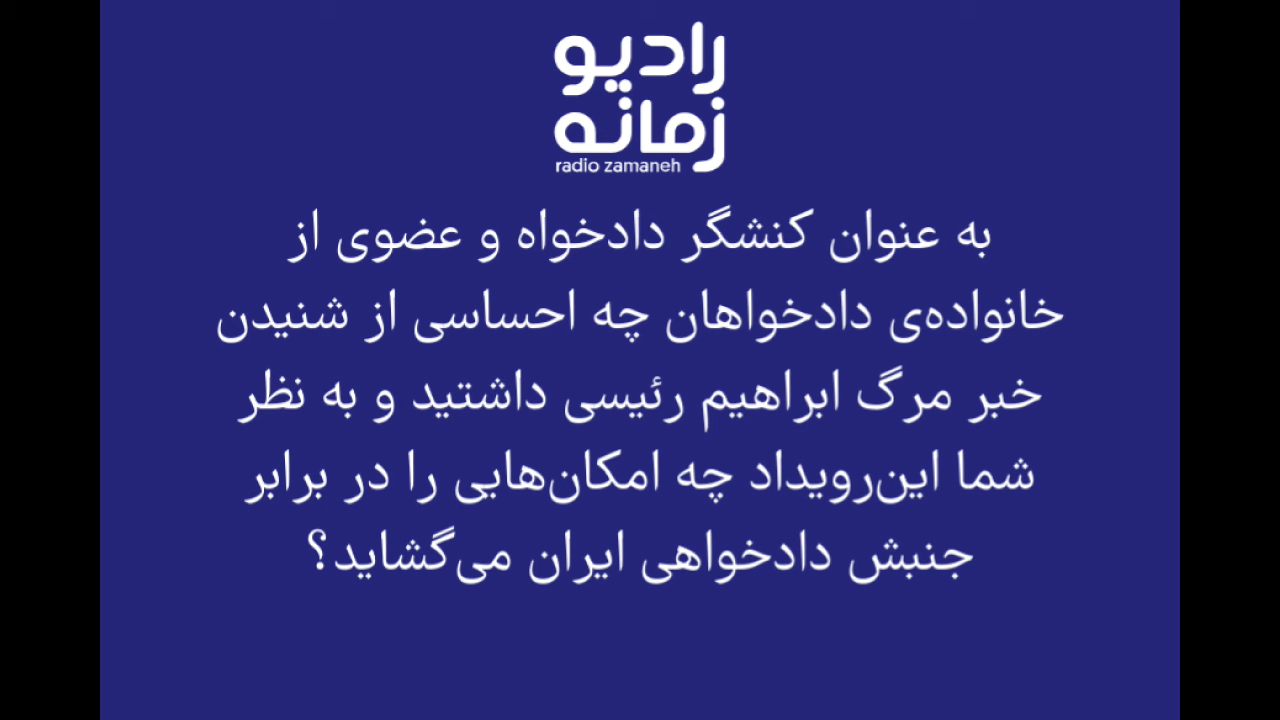 رادیو
زمانه
radio zamaneh
به عنوان کنشگر دادخواه و عضوی از
خانواده‌ی دادخواهان چه احساسی از شنیدن
خبر مرگ ابراهیم رئیسی داشتید و به نظر
شما این‌رویداد چه امکان‌هایی را در برابر
جنبش دادخواهی ایران می‌گشاید؟